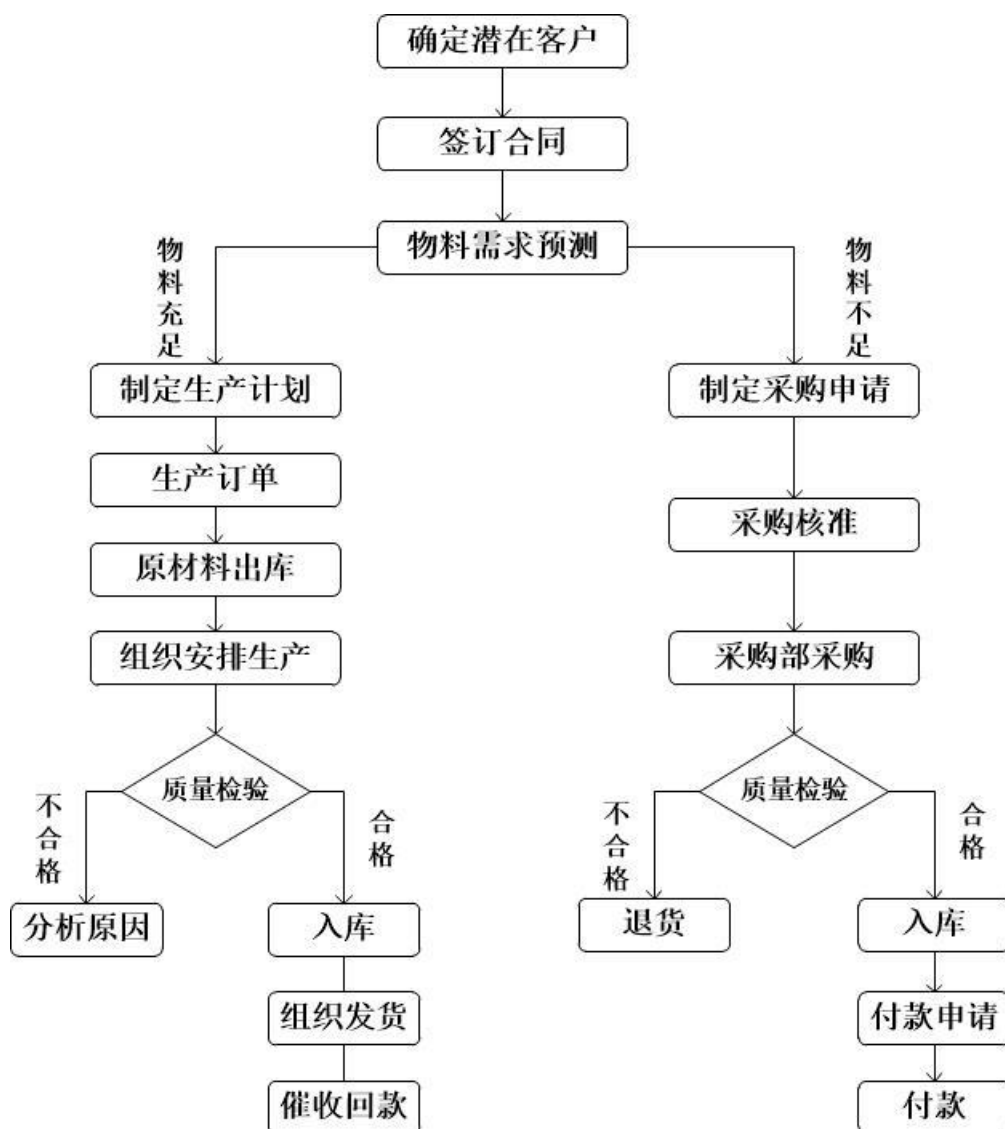 确定潜在客户
签订合同
物料需求预测
物料充足
物料不足
制定生产计划
制定采购申请
生产订单
采购核准
原材料出库
组织安排生产
采购部采购
质量检验
质量检验
不合格
合格
不合格
合格
分析原因
入库
退货
入库
组织发货
付款申请
催收回款
付款